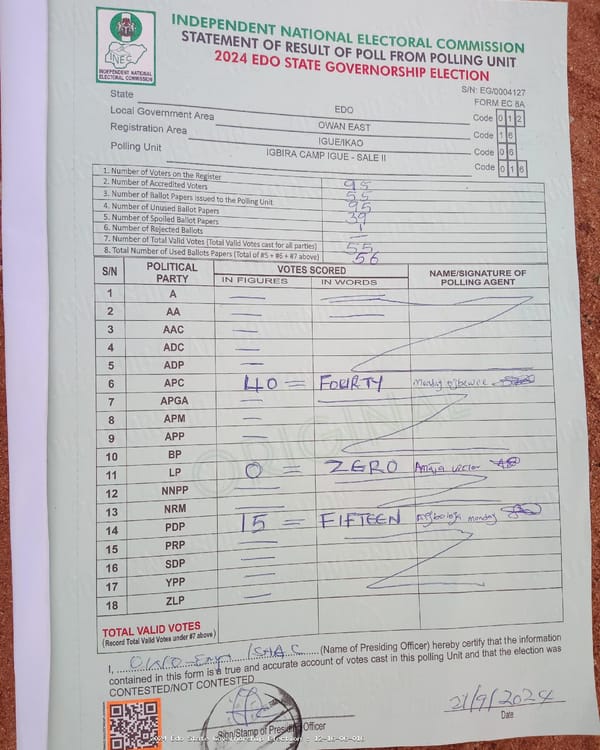 INDEPENDENT NATIONAL ELECTORAL COMMISSION
STATEMENT OF RESULT OF POLL FROM POLLING UNIT
2024 EDO STATE GOVERNORSHIP ELECTION
INEC
INDEPENDENT NATIONAL
ELECTORAL COMMISSION
S/N: EG/0004127
FORM EC 8A
State EDO Code 0 1 2
Local Government Area OWAN EAST Code 1 6
Registration Area IGUE/IKAO Code 0 6
Polling Unit IGBIRA CAMP IGUE - SALE II Code 0 1 6
1. Number of Voters on the Register 95
2. Number of Accredited Voters 55
3. Number of Ballot Papers issued to the Polling Unit 95
4. Number of Unused Ballot Papers 39
5. Number of Spoiled Ballot Papers 1
6. Number of Rejected Ballots —
7. Number of Total Valid Votes (Total Valid Votes cast for all parties) 55
8. Total Number of Used Ballots Papers (Total of #5 + #6 + #7 above) 56
S/N POLITICAL PARTY VOTES SCORED NAME/SIGNATURE OF POLLING AGENT
IN FIGURES IN WORDS
1 A — —
2 AA — —
3 AAC —
4 ADC —
5 ADP —
6 APC 40 = FOURTY Monday
7 APGA —
8 APM —
9 APP —
10 BP —
11 LP 0 = ZERO
12 NNPP —
13 NRM —
14 PDP 15 = FIFTEEN monday
15 PRP —
16 SDP —
17 YPP —
18 ZLP —
ORIGINAL
TOTAL VALID VOTES
(Record Total Valid Votes under #7 above)
I, ISHAC (Name of Presiding Officer) hereby certify that the information
contained in this form is a true and accurate account of votes cast in this polling Unit and that the election was
CONTESTED/NOT CONTESTED
21/9/2024
Sign/Stamp of Presiding Officer
Date
2024 Edo State Governorship Election